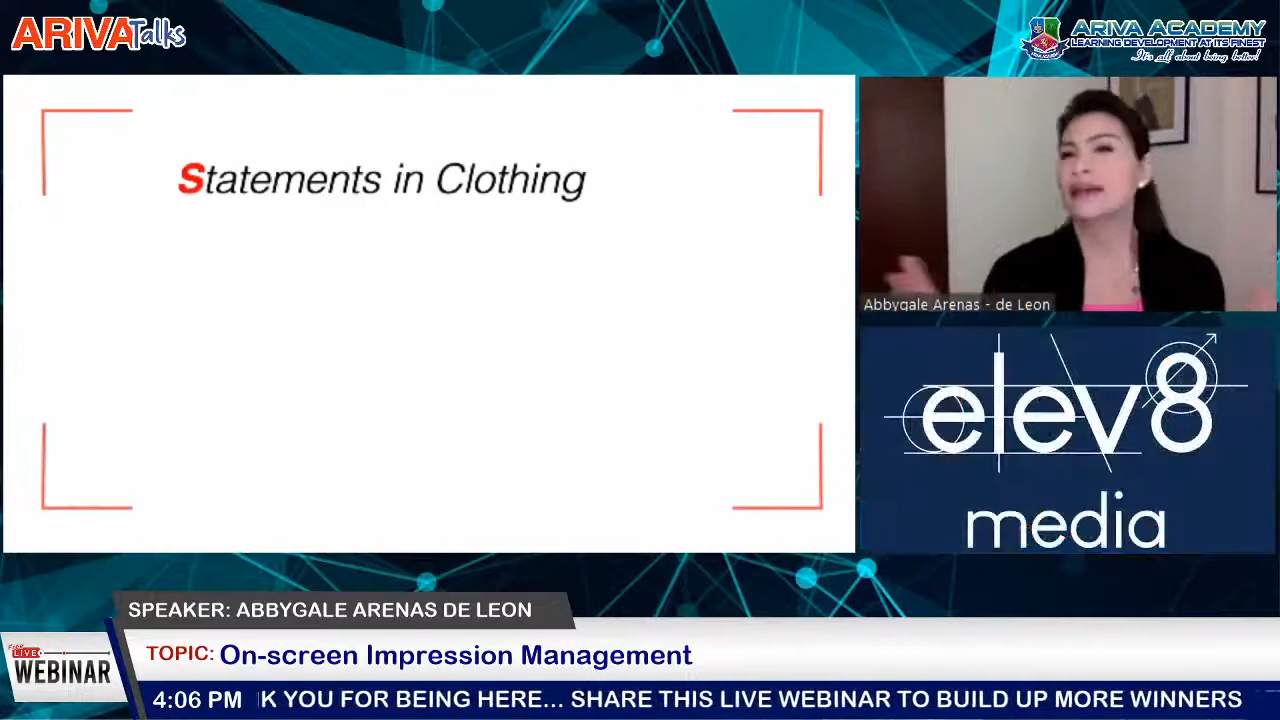 ARIVATalks
ARIVA ACADEMY
LEARNING DEVELOPMENT AT ITS FINEST
It's all about being better!
Statements in Clothing
Abbygale Arenas - de Leon
elev8
media
SPEAKER: ABBYGALE ARENAS DE LEON
Free
LIVE
WEBINAR
TOPIC: On-screen Impression Management
4:06 PM K YOU FOR BEING HERE... SHARE THIS LIVE WEBINAR TO BUILD UP MORE WINNERS